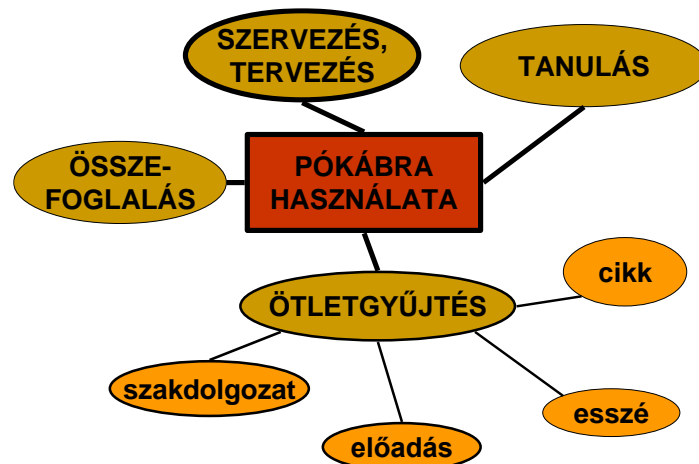 SZERVEZÉS,
TERVEZÉS
TANULÁS
ÖSSZE-
FOGLALÁS
PÓKÁBRA
HASZNÁLATA
ÖTLETGYŰJTÉS
cikk
szakdolgozat
előadás
esszé